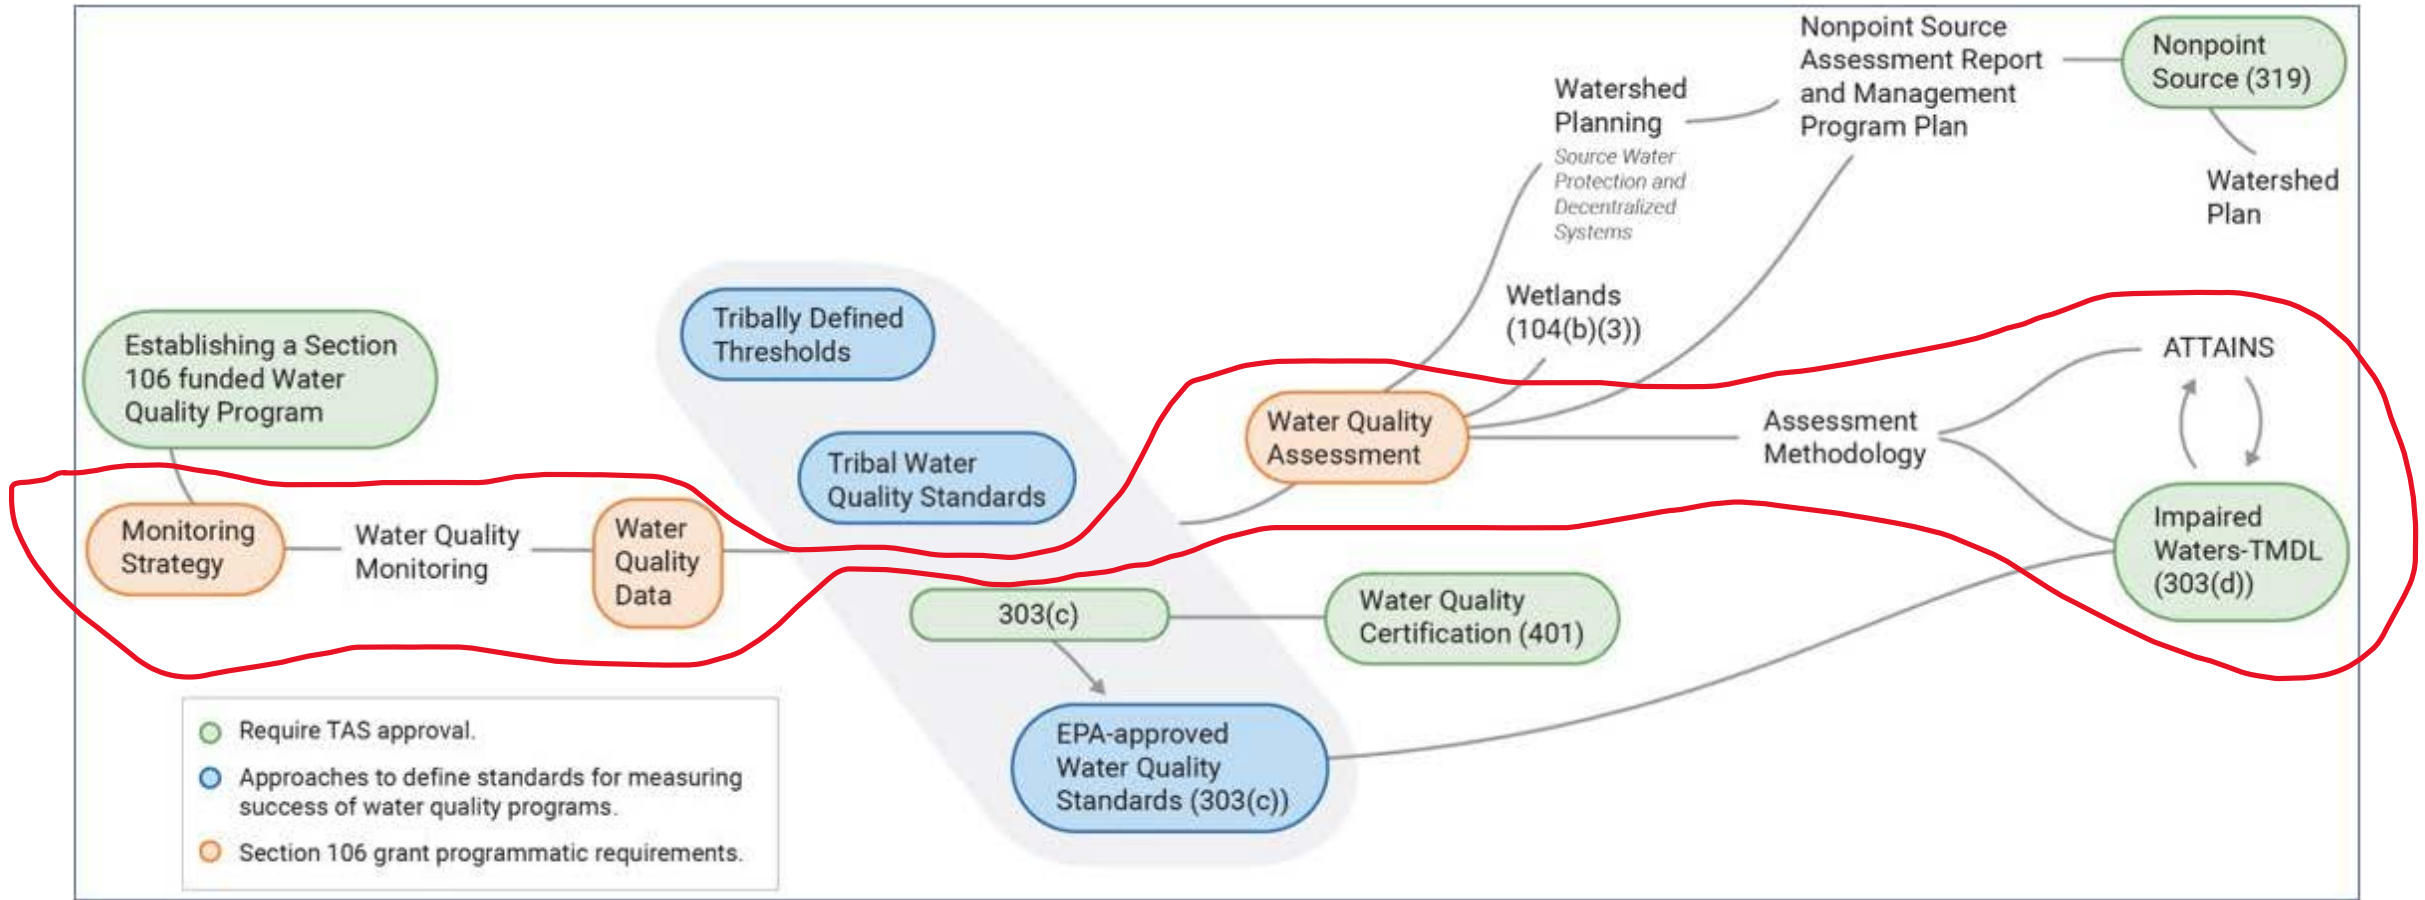 Establishing a Section
106 funded Water
Quality Program
Monitoring
Strategy
Water Quality
Monitoring
Water
Quality
Data
Tribally Defined
Thresholds
Tribal Water
Quality Standards
303(c)
EPA-approved
Water Quality
Standards (303(c))
Water Quality
Certification (401)
Water Quality
Assessment
Watershed
Planning
Source Water
Protection and
Decentralized
Systems
Wetlands
(104(b)(3))
Nonpoint Source
Assessment Report
and Management
Program Plan
Nonpoint
Source (319)
Watershed
Plan
Assessment
Methodology
ATTAINS
Impaired
Waters-TMDL
(303(d))
Require TAS approval.
Approaches to define standards for measuring
success of water quality programs.
Section 106 grant programmatic requirements.